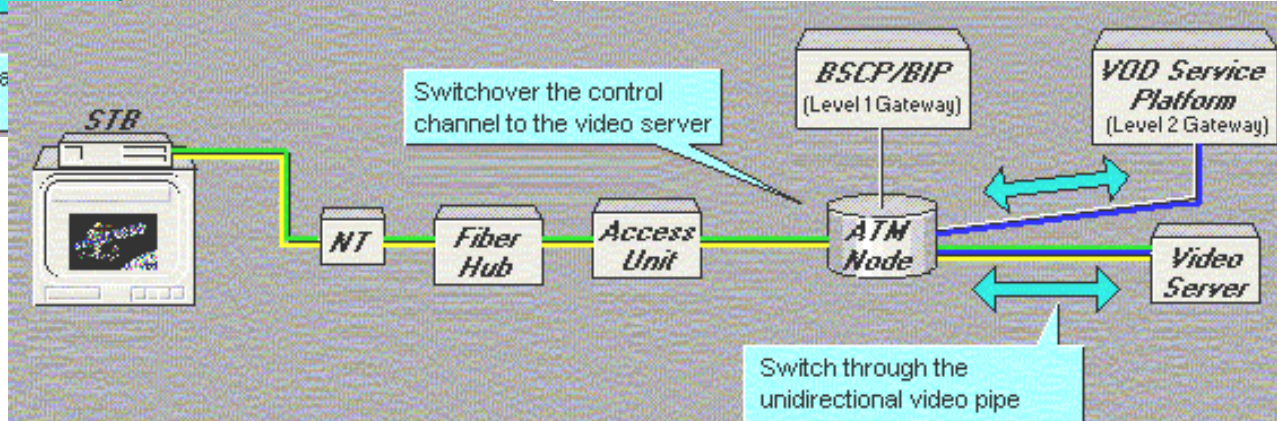 a
STB
Switchover the control
channel to the video server
BSCP/BIP
(Level 1 Gateway)
VOD Service
Platform
(Level 2 Gateway)
NT
Fiber
Hub
Access
Unit
ATM
Node
Video
Server
Switch through the
unidirectional video pipe